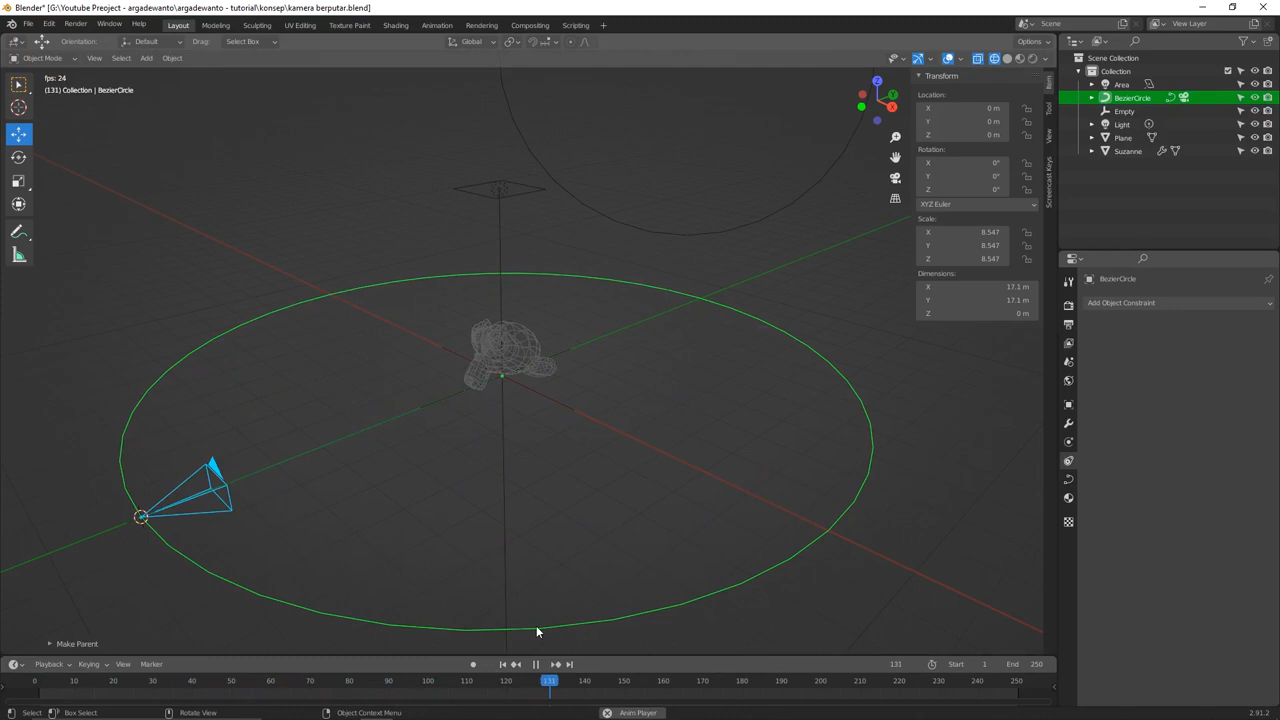 Blender* [G:\Youtube Preoject - argadewanto\argadewanto - tutorial\konsep\kamera berputar.blend]
File Edit Render Window Help Layout Modeling Sculpting UV Editing Texture Paint Shading Animation Rendering Compositing Scripting + Scene View Layer
Orientation: Default Drag: Select Box Global Options
Object Mode View Select Add Object
fps: 24
(131) Collection | BezierCircle
Transform
Location:
X 0 m
Y 0 m
Z 0 m
Rotation:
X 0°
Y 0°
Z 0°
XYZ Euler
Scale:
X 8.547
Y 8.547
Z 8.547
Dimensions:
X 17.1 m
Y 17.1 m
Z 0 m
Item
Tool
View
Screencast Keys
Z
Y
X
Scene Collection
Collection
Area
BezierCircle
Empty
Light
Plane
Suzanne
BezierCircle
Add Object Constraint
Make Parent
Playback Keying View Marker 131 Start 1 End 250
0 10 20 30 40 50 60 70 80 90 100 110 120 131 140 150 160 170 180 190 200 210 220 230 240 250
Select Box Select Rotate View Object Context Menu Anim Player 2.91.2